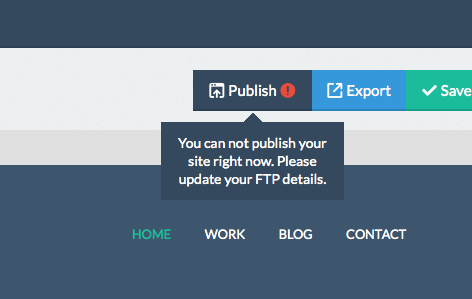 Publish Export Save
You can not publish your
site right now. Please
update your FTP details.
HOME WORK BLOG CONTACT